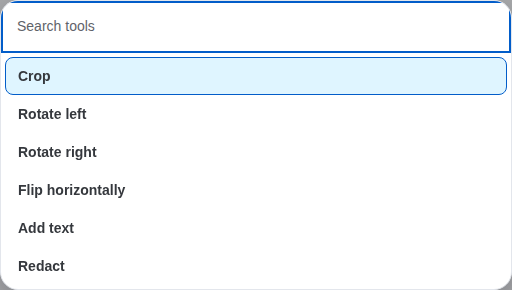 Search tools
Crop
Rotate left
Rotate right
Flip horizontally
Add text
Redact